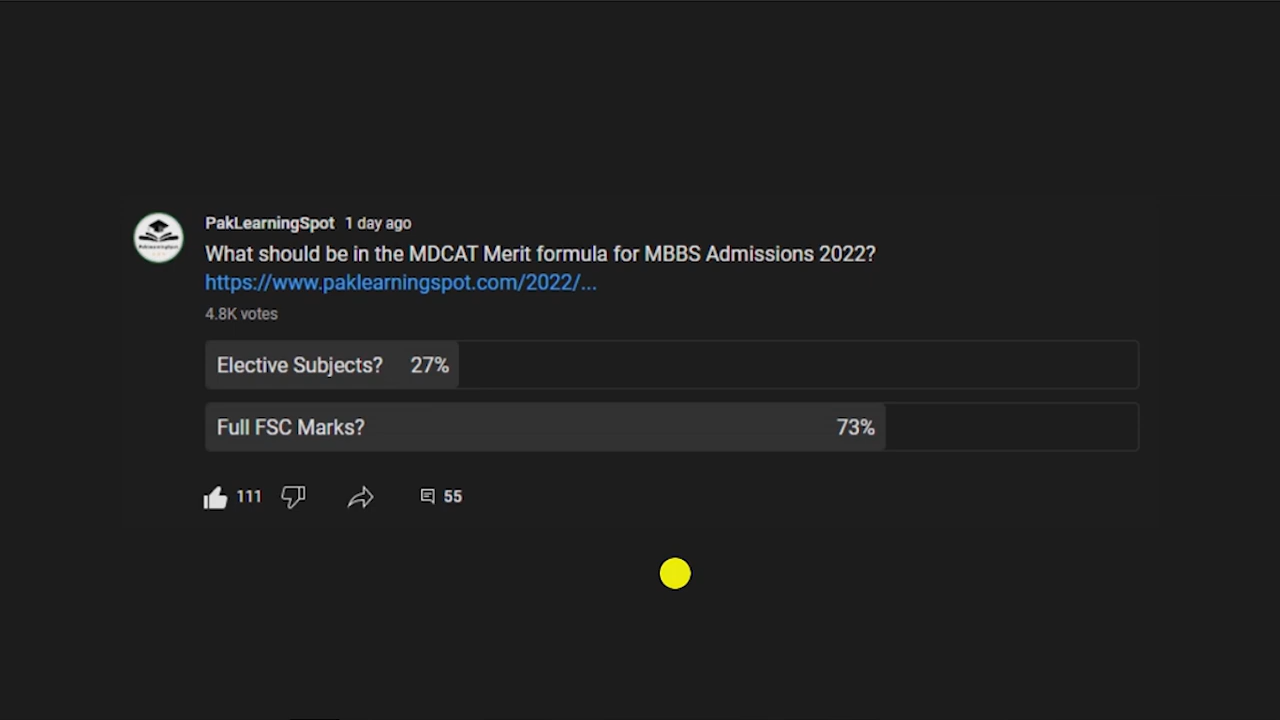 PakLearningSpot 1 day ago
What should be in the MDCAT Merit formula for MBBS Admissions 2022?
https://www.paklearningspot.com/2022/...
4.8K votes
Elective Subjects? 27%
Full FSC Marks? 73%
111 55